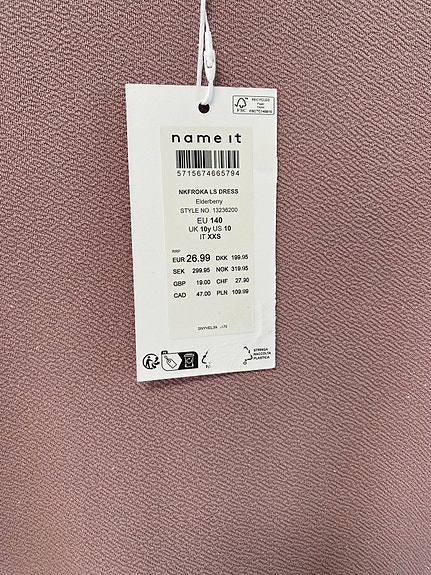 RECYCLED
FSC
name it
5715674665794
NKFROKA LS DRESS
Elderberry
STYLE NO. 13236200
EU 140
UK 10y US 10
IT XXS
RRP
EUR 26.99 DKK 199.95
SEK 299.95 NOK 319.95
GBP 19.00 CHF 27.90
CAD 47.00 PLN 109.99
STRINGA
RACCOLTA
PLASTICA